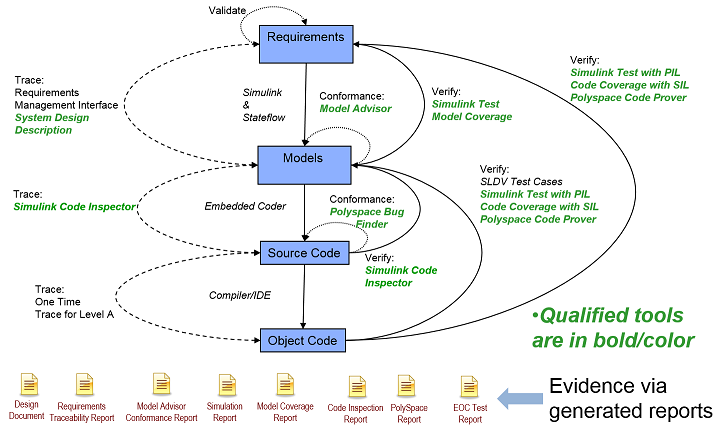 Validate
Requirements
Verify:
Simulink Test with PIL
Code Coverage with SIL
Polyspace Code Prover
Trace:
Requirements
Management Interface
System Design
Description
Simulink
&
Stateflow
Conformance:
Model Advisor
Verify:
Simulink Test
Model Coverage
Models
Verify:
SLDV Test Cases
Simulink Test with PIL
Code Coverage with SIL
Polyspace Code Prover
Trace:
Simulink Code Inspector
Embedded Coder
Conformance:
Polyspace Bug
Finder
Source Code
Verify:
Simulink Code
Inspector
Trace:
One Time
Trace for Level A
Compiler/IDE
Object Code
•Qualified tools
are in bold/color
Design
Document
Requirements
Traceability Report
Model Advisor
Conformance Report
Simulation
Report
Model Coverage
Report
Code Inspection
Report
PolySpace
Report
EOC Test
Report
Evidence via
generated reports